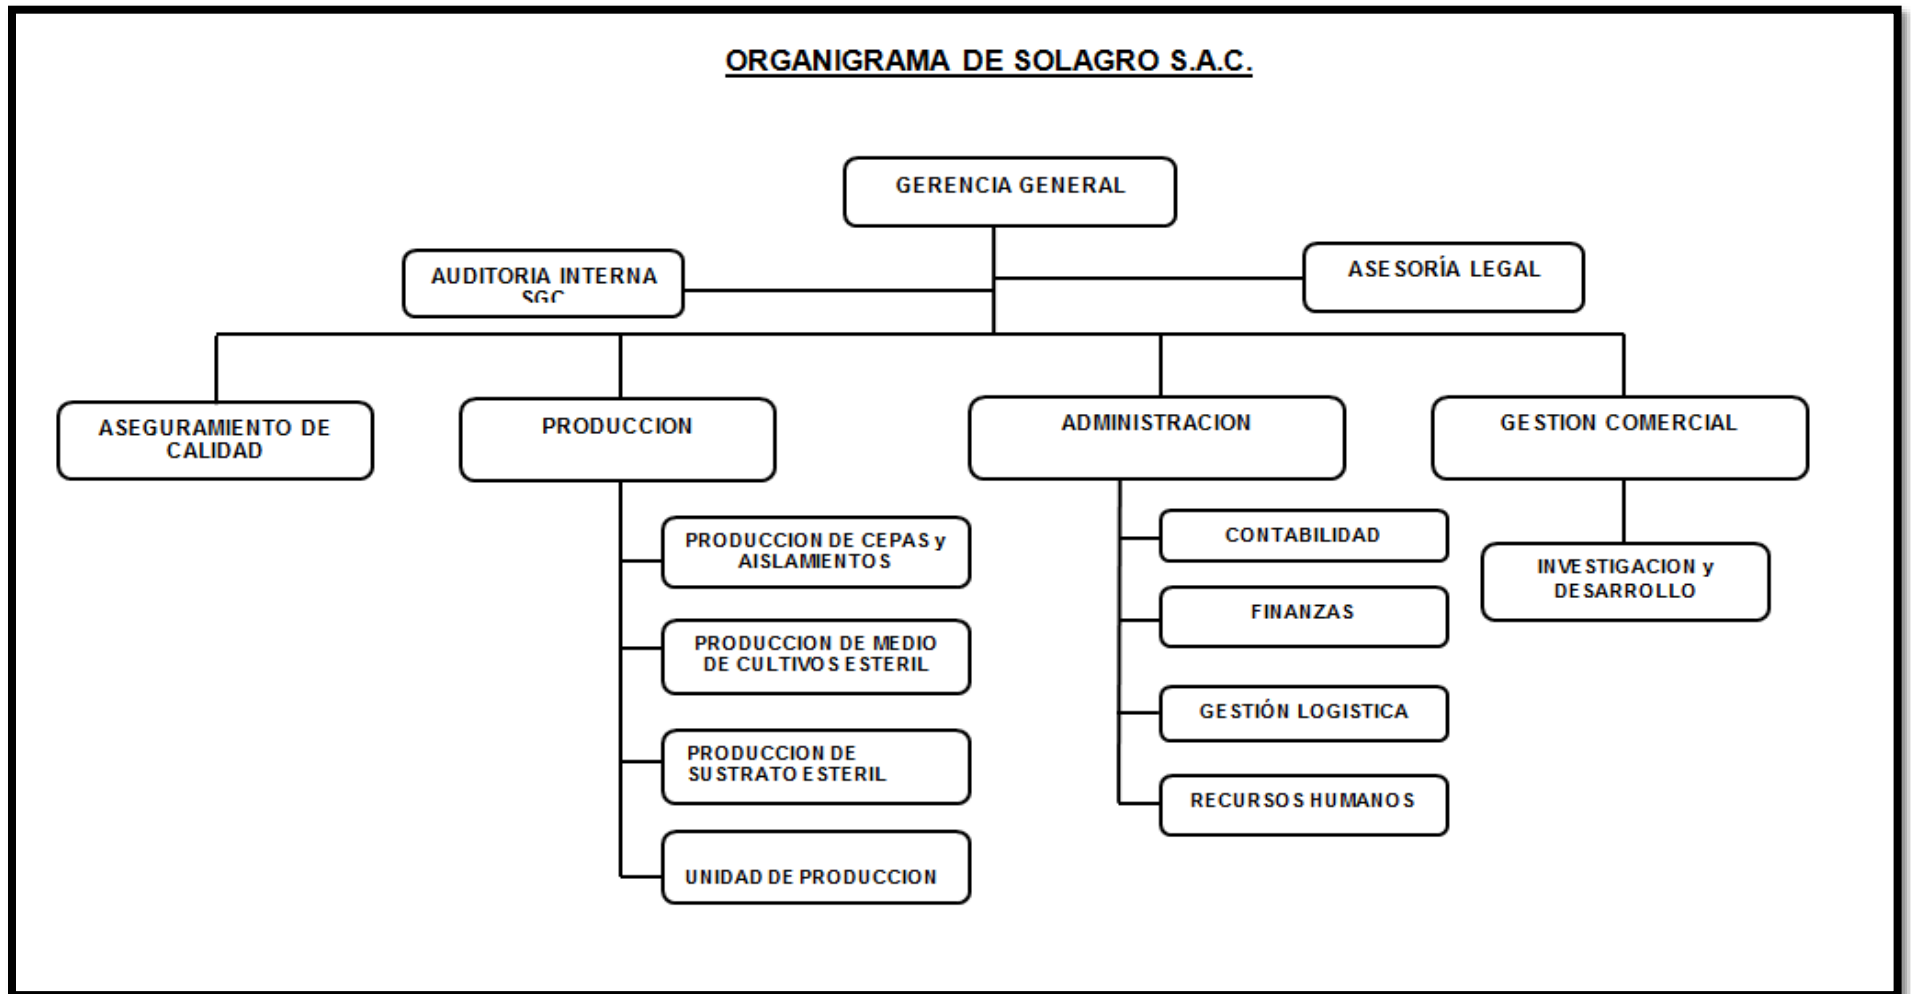 ORGANIGRAMA DE SOLAGRO S.A.C.
GERENCIA GENERAL
AUDITORIA INTERNA
SGC
ASESORÍA LEGAL
ASEGURAMIENTO DE
CALIDAD
PRODUCCION
ADMINISTRACION
GESTION COMERCIAL
PRODUCCION DE CEPAS y
AISLAMIENTOS
PRODUCCION DE MEDIO
DE CULTIVOS ESTERIL
PRODUCCION DE
SUSTRATO ESTERIL
UNIDAD DE PRODUCCION
CONTABILIDAD
FINANZAS
GESTIÓN LOGISTICA
RECURSOS HUMANOS
INVESTIGACION y
DESARROLLO